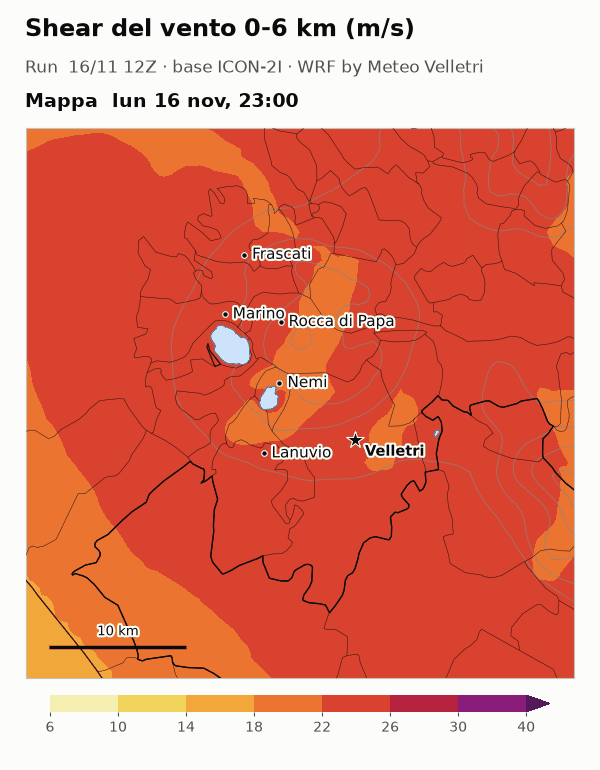 Shear del vento 0-6 km (m/s)
Run  16/11 12Z · base ICON-2I · WRF by Meteo Velletri
Mappa  lun 16 nov, 23:00
Frascati
Marino
Rocca di Papa
Nemi
Velletri
Lanuvio
10 km
6 10 14 18 22 26 30 40